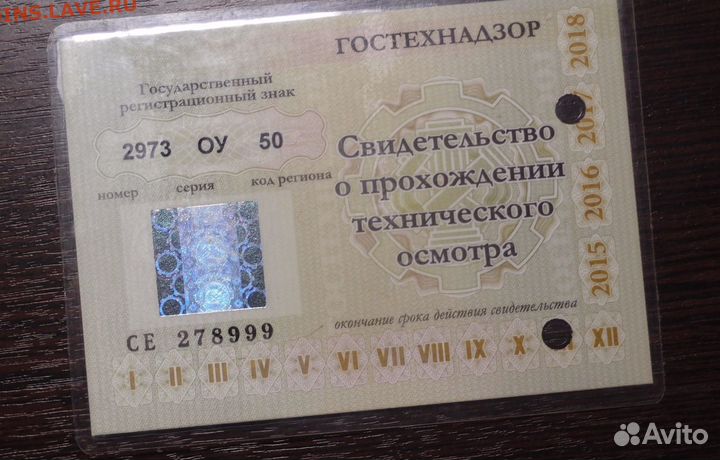 INS.LAVE.RU
ГОСТЕХНАДЗОР
Государственный
регистрационный знак
2973 ОУ 50
номер серия код региона
Свидетельство
о прохождении
технического
осмотра
2018
2017
2016
2015
СЕ 278999
окончание срока действия свидетельства
I II III IV V VI VII VIII IX X XII
Avito